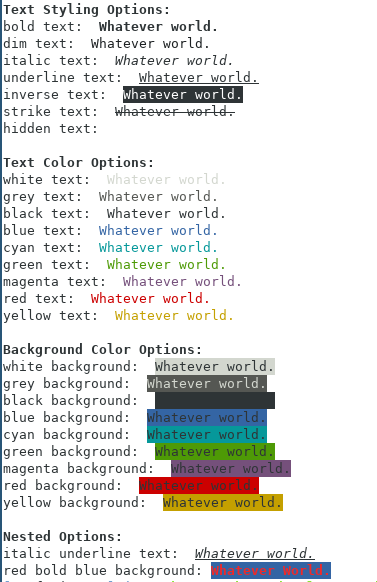 Text Styling Options:
bold text:  Whatever world.
dim text:  Whatever world.
italic text:  Whatever world.
underline text:  Whatever world.
inverse text:  Whatever world.
strike text:  Whatever world.
hidden text:
Text Color Options:
white text:  Whatever world.
grey text:  Whatever world.
black text:  Whatever world.
blue text:  Whatever world.
cyan text:  Whatever world.
green text:  Whatever world.
magenta text:  Whatever world.
red text:  Whatever world.
yellow text:  Whatever world.
Background Color Options:
white background:  Whatever world.
grey background:  Whatever world.
black background:
blue background:  Whatever world.
cyan background:  Whatever world.
green background:  Whatever world.
magenta background:  Whatever world.
red background:  Whatever world.
yellow background:  Whatever world.
Nested Options:
italic underline text:  Whatever world.
red bold blue background: Whatever World.